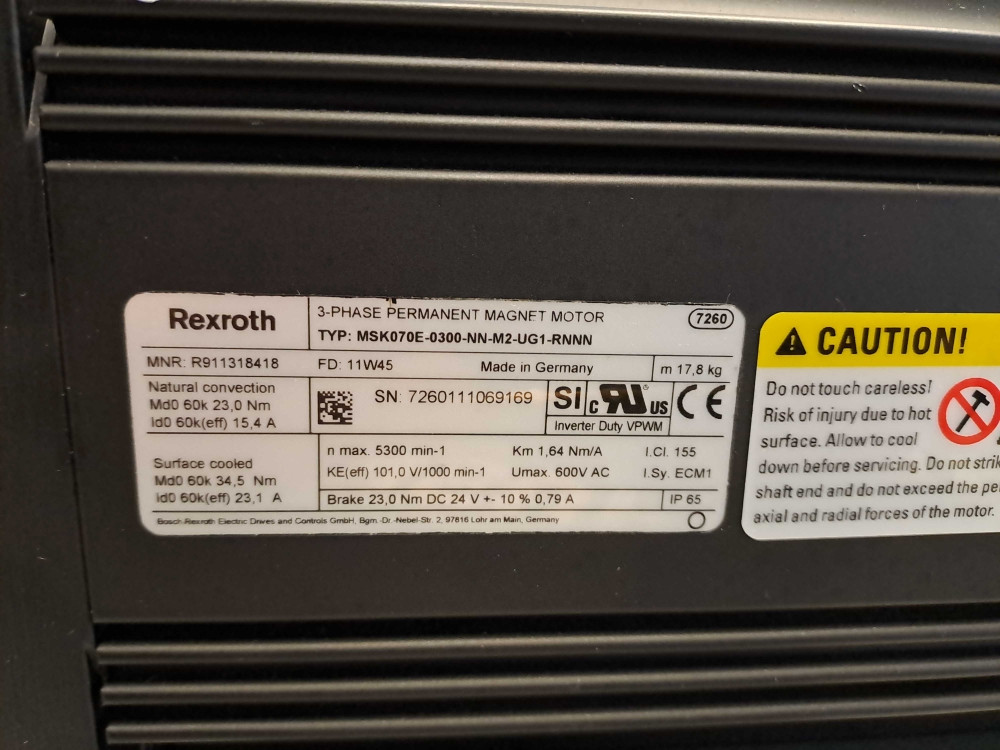 Rexroth
3-PHASE PERMANENT MAGNET MOTOR
7260
TYP: MSK070E-0300-NN-M2-UG1-RNNN
MNR: R911318418
FD: 11W45
Made in Germany
m 17,8 kg
Natural convection
Md0 60k 23,0 Nm
Id0 60k(eff) 15,4 A
SN: 7260111069169
SI
c RU® US
CE
Inverter Duty VPWM
Surface cooled
Md0 60k 34,5 Nm
Id0 60k(eff) 23,1 A
n max. 5300 min-1
Km 1,64 Nm/A
I.Cl. 155
KE(eff) 101,0 V/1000 min-1
Umax. 600V AC
I.Sy. ECM1
Brake 23,0 Nm DC 24 V +- 10 % 0,79 A
IP 65
Bosch Rexroth Electric Drives and Controls GmbH, Bgm.-Dr.-Nebel-Str. 2, 97816 Lohr am Main, Germany
CAUTION!
Do not touch careless!
Risk of injury due to hot
surface. Allow to cool
down before servicing. Do not strik
shaft end and do not exceed the pe
axial and radial forces of the motor.